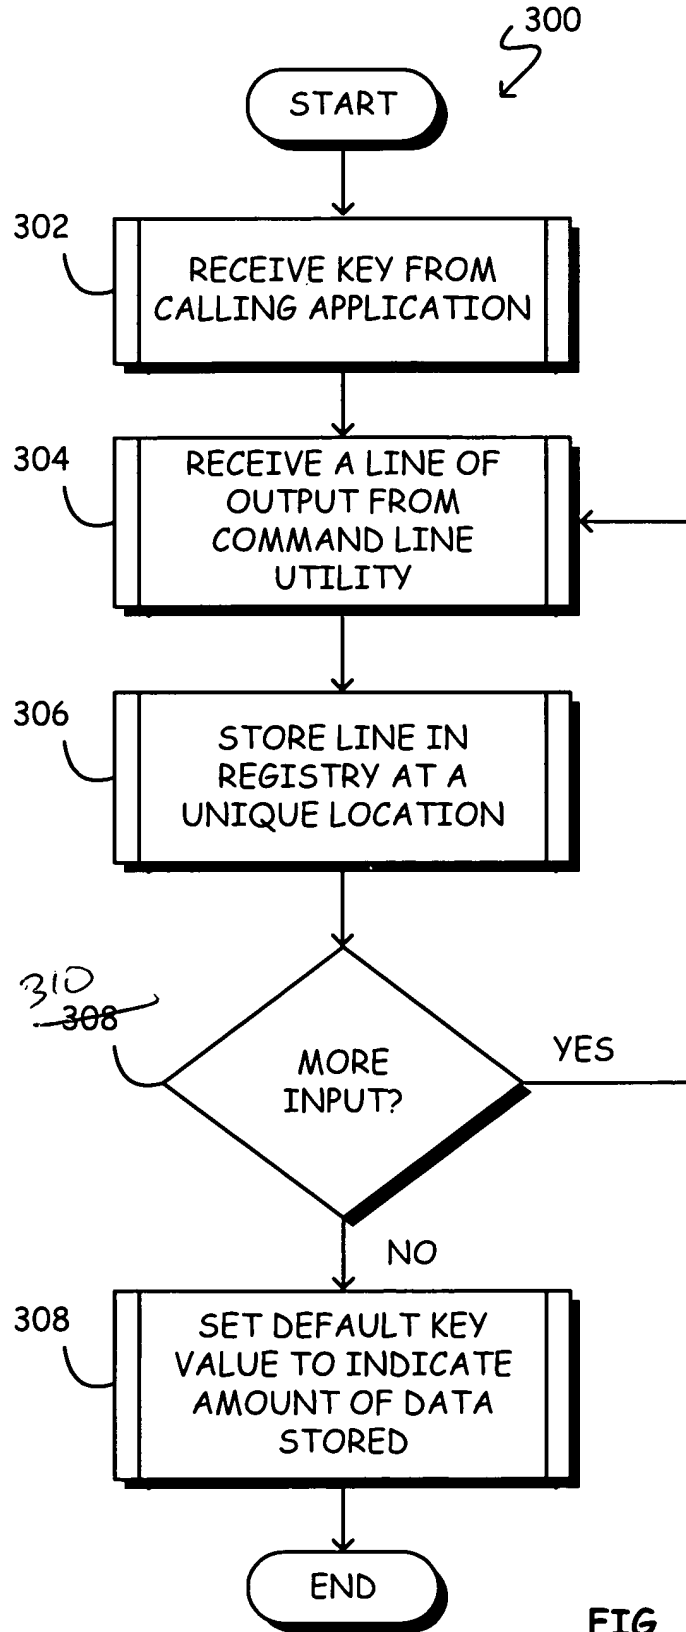 300
START
302
RECEIVE KEY FROM
CALLING APPLICATION
304
RECEIVE A LINE OF
OUTPUT FROM
COMMAND LINE
UTILITY
306
STORE LINE IN
REGISTRY AT A
UNIQUE LOCATION
310
308
MORE
INPUT?
YES
NO
308
SET DEFAULT KEY
VALUE TO INDICATE
AMOUNT OF DATA
STORED
END
FIG